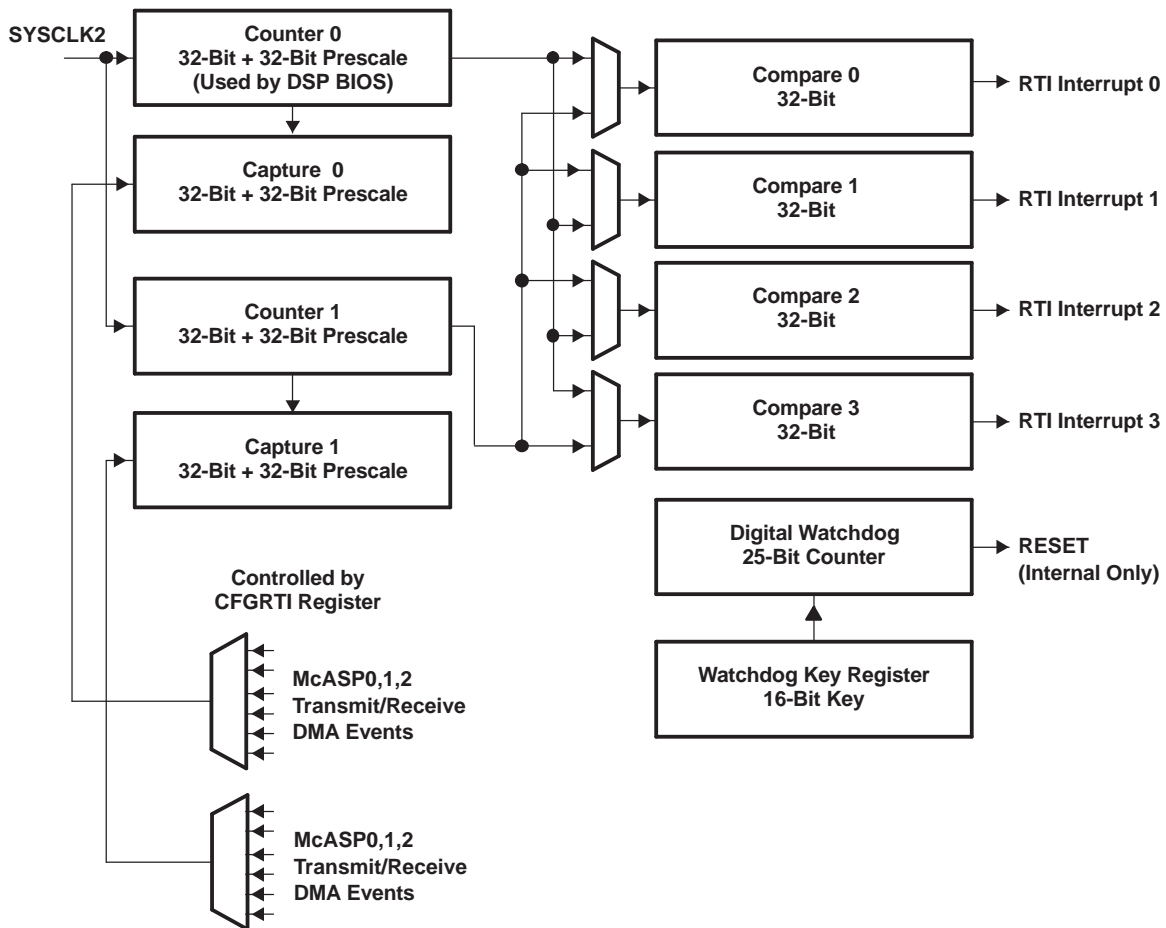 SYSCLK2
Counter 0
32-Bit + 32-Bit Prescale
(Used by DSP BIOS)
Capture 0
32-Bit + 32-Bit Prescale
Counter 1
32-Bit + 32-Bit Prescale
Capture 1
32-Bit + 32-Bit Prescale
Compare 0
32-Bit
RTI Interrupt 0
Compare 1
32-Bit
RTI Interrupt 1
Compare 2
32-Bit
RTI Interrupt 2
Compare 3
32-Bit
RTI Interrupt 3
Digital Watchdog
25-Bit Counter
RESET
(Internal Only)
Watchdog Key Register
16-Bit Key
Controlled by
CFGRTI Register
McASP0,1,2
Transmit/Receive
DMA Events
McASP0,1,2
Transmit/Receive
DMA Events